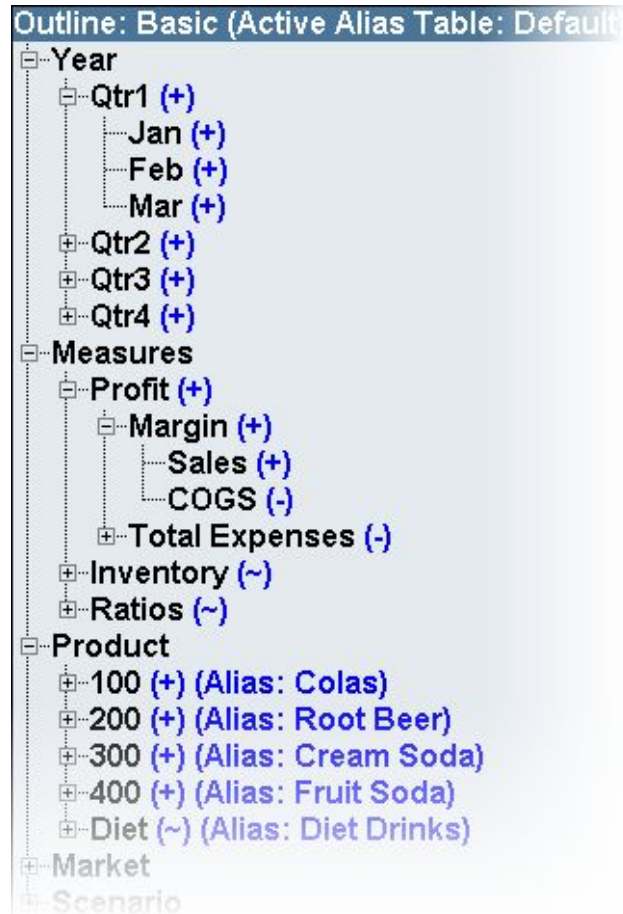 Outline: Basic (Active Alias Table: Default)
Year
Qtr1 (+)
Jan (+)
Feb (+)
Mar (+)
Qtr2 (+)
Qtr3 (+)
Qtr4 (+)
Measures
Profit (+)
Margin (+)
Sales (+)
COGS (-)
Total Expenses (-)
Inventory (~)
Ratios (~)
Product
100 (+) (Alias: Colas)
200 (+) (Alias: Root Beer)
300 (+) (Alias: Cream Soda)
400 (+) (Alias: Fruit Soda)
Diet (~) (Alias: Diet Drinks)
Market
Scenario